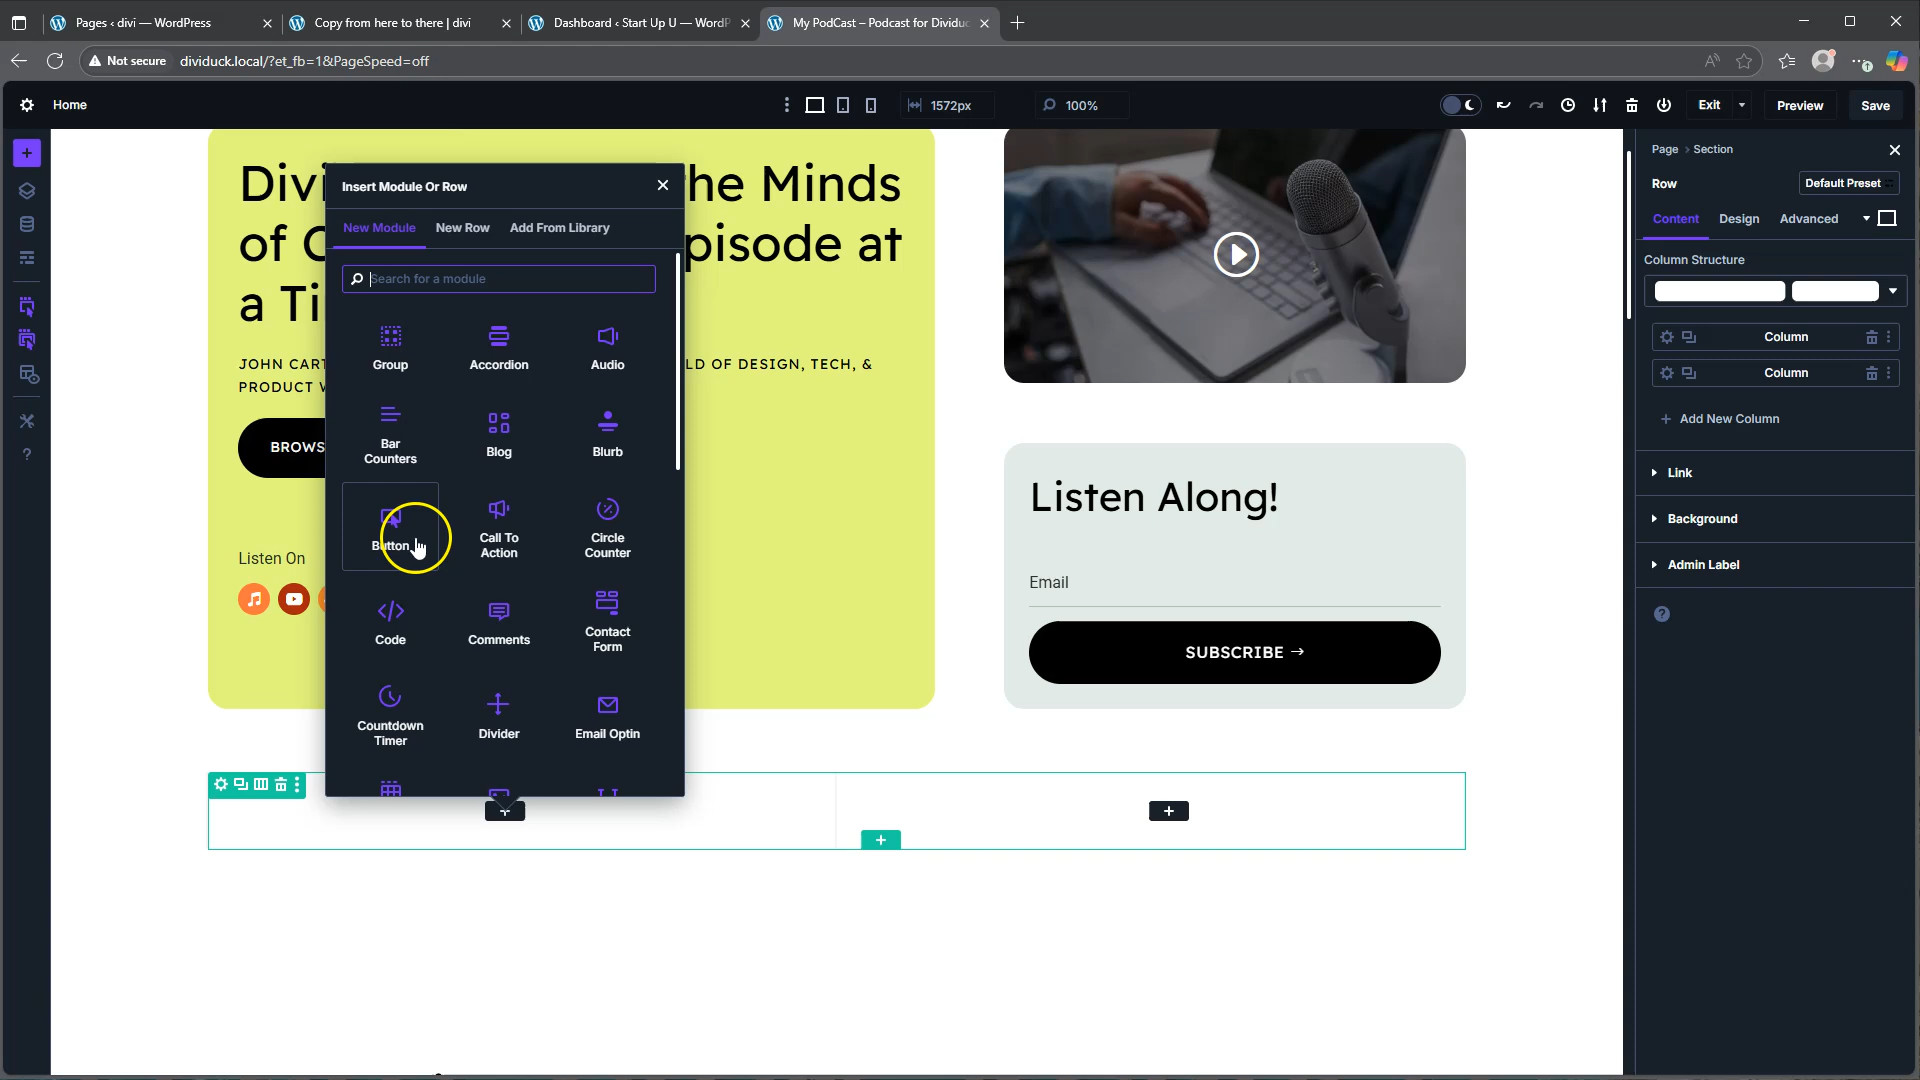 Pages ‹ divi — WordPress
Copy from here to there | divi
Dashboard ‹ Start Up U — WordP
My PodCast – Podcast for Dividuc
Not secure
dividuck.local/?et_fb=1&PageSpeed=off
Home
1572px
100%
Exit
Preview
Save
Divi
he Minds
of C
pisode at
a Ti
JOHN CART
LD OF DESIGN, TECH, &
PRODUCT W
BROWS
Listen On
Insert Module Or Row
New Module
New Row
Add From Library
Search for a module
Group
Accordion
Audio
Bar
Counters
Blog
Blurb
Button
Call To
Action
Circle
Counter
Code
Comments
Contact
Form
Countdown
Timer
Divider
Email Optin
Listen Along!
Email
SUBSCRIBE →
Page › Section
Row
Default Preset
Content
Design
Advanced
Column Structure
Column
Column
+ Add New Column
Link
Background
Admin Label